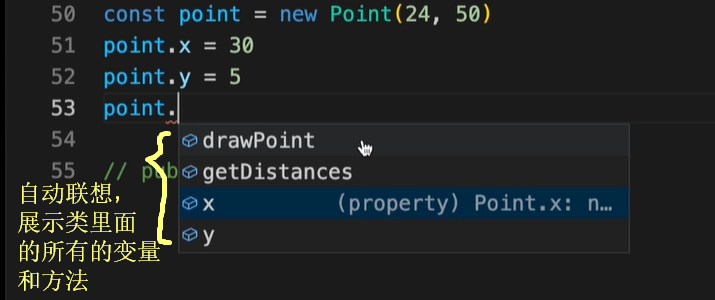 50 const point = new Point(24, 50)
51 point.x = 30
52 point.y = 5
53 point.
54 drawPoint
getDistances
55 // pub
x (property) Point.x: n…
y
自动联想，
展示类里面
的所有的变量
和方法